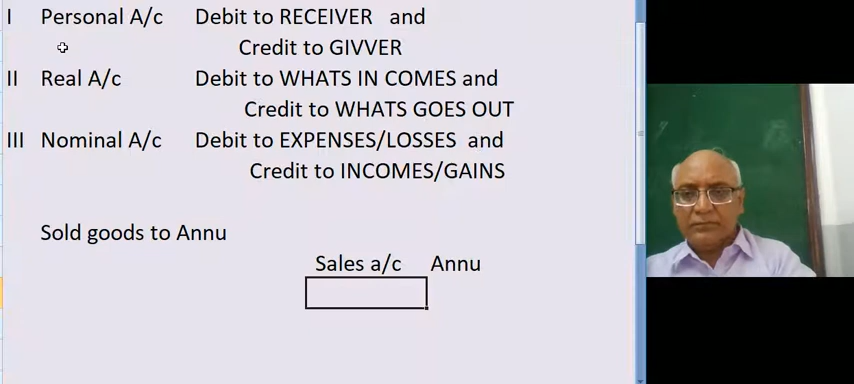 I Personal A/c Debit to RECEIVER and
Credit to GIVVER
II Real A/c Debit to WHATS IN COMES and
Credit to WHATS GOES OUT
III Nominal A/c Debit to EXPENSES/LOSSES and
Credit to INCOMES/GAINS
Sold goods to Annu
Sales a/c Annu